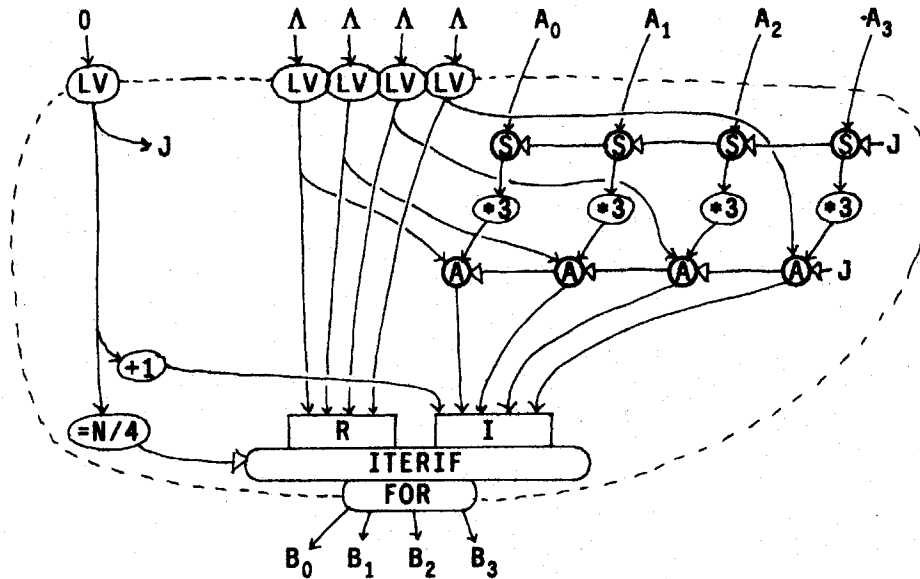 0 Λ Λ Λ Λ A₀ A₁ A₂ A₃
LV LV LV LV LV
J S S S S J
*3 *3 *3 *3
A A A A J
+1
=N/4 R I
ITERIF
FOR
B₀ B₁ B₂ B₃